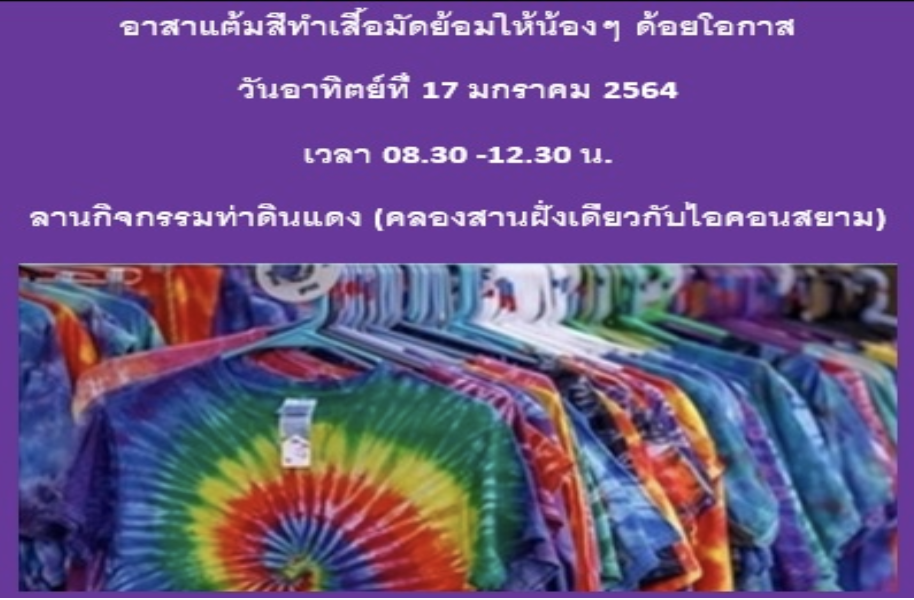 อาสาแต้มสีทำเสื้อมัดย้อมให้น้องๆ ด้อยโอกาส
วันอาทิตย์ที่ 17 มกราคม 2564
เวลา 08.30 -12.30 น.
ลานกิจกรรมท่าดินแดง (คลองสานฝั่งเดียวกับไอคอนสยาม)